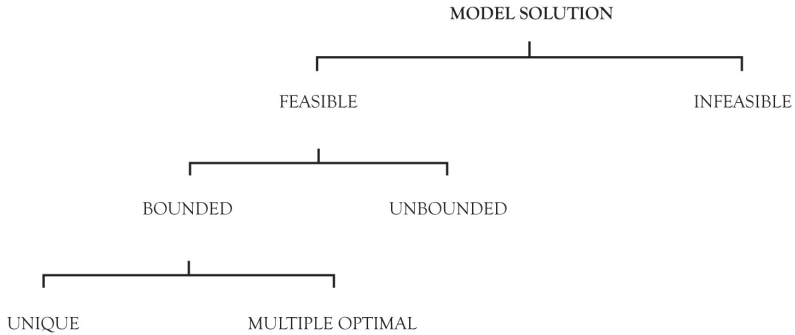 MODEL SOLUTION
FEASIBLE INFEASIBLE
BOUNDED UNBOUNDED
UNIQUE MULTIPLE OPTIMAL